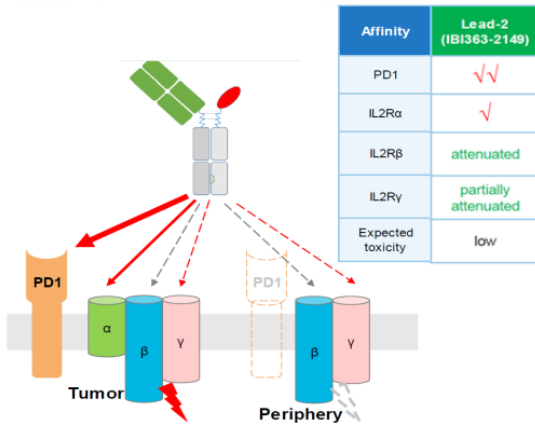 Affinity
Lead-2
(IBI363-2149)
PD1
√√
IL2Rα
√
IL2Rβ
attenuated
IL2Rγ
partially
attenuated
Expected
toxicity
low
PD1
PD1
α
β
γ
β
γ
Tumor
Periphery